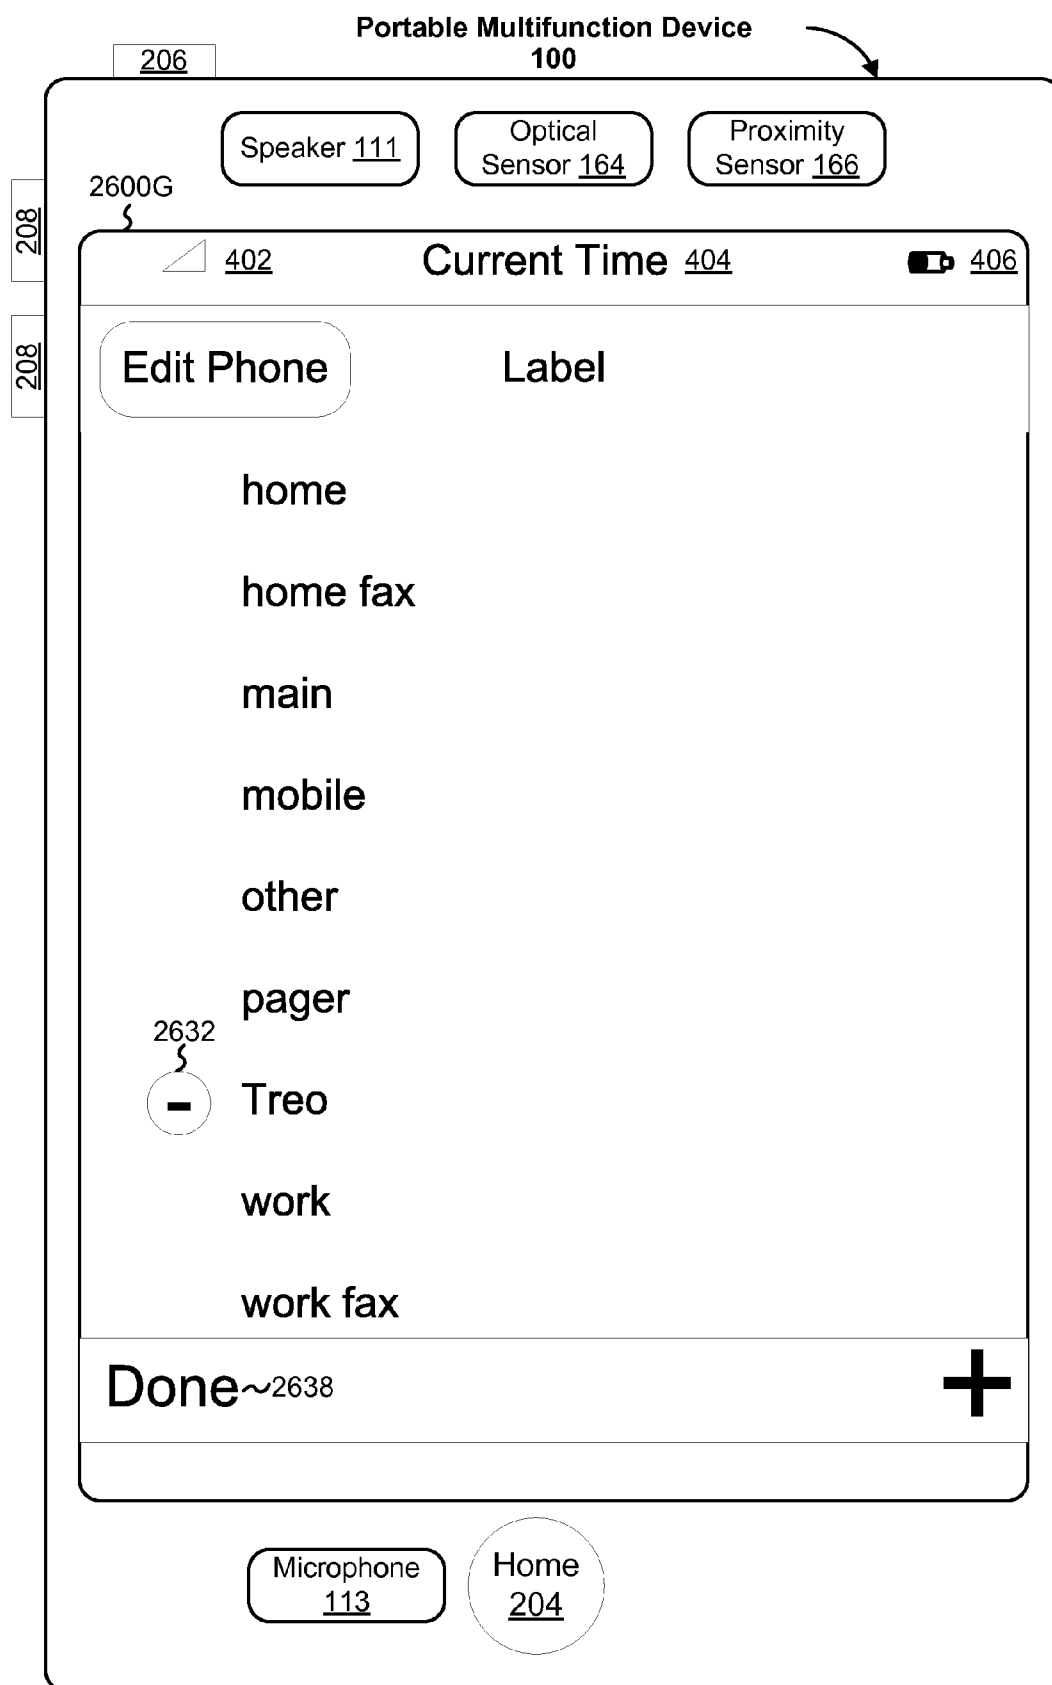 Portable Multifunction Device
100
206
Speaker 111
Optical
Sensor 164
Proximity
Sensor 166
2600G
208
402
Current Time 404
406
208
Edit Phone
Label
home
home fax
main
mobile
other
pager
2632
- Treo
work
work fax
Done~2638
+
Microphone
113
Home
204